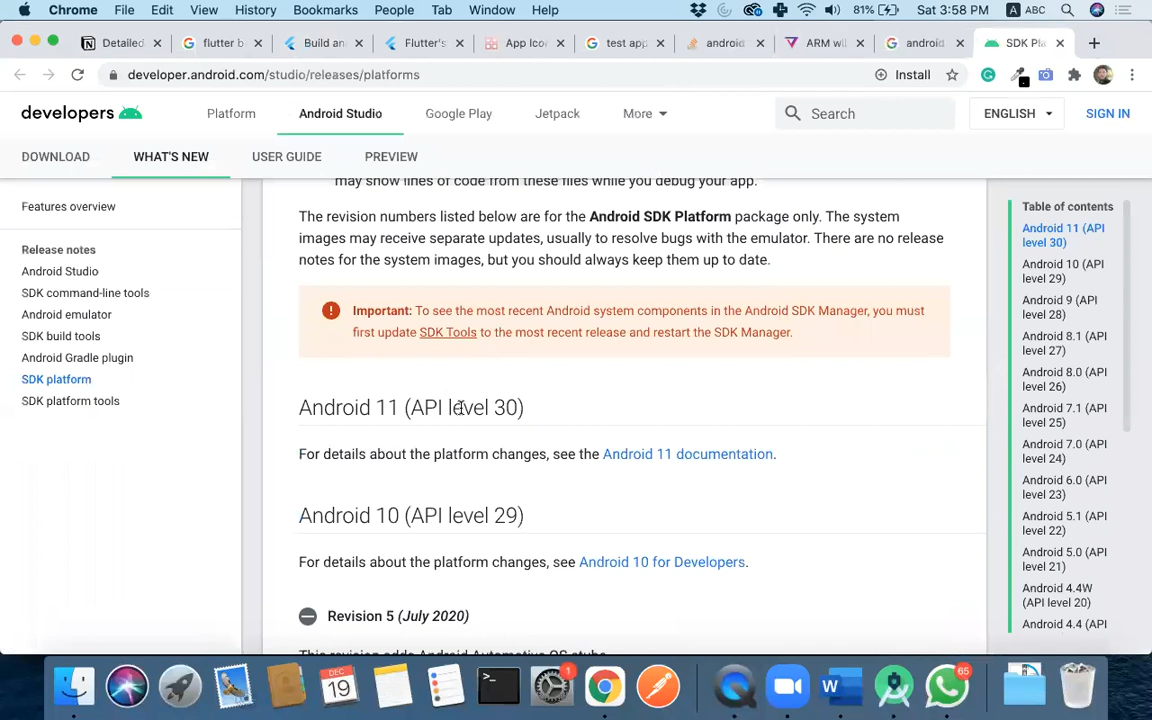 Chrome File Edit View History Bookmarks People Tab Window Help 81% Sat 3:58 PM A ABC
Detailed flutter b Build an Flutter's App Ico test app android ARM wi android SDK Pla
developer.android.com/studio/releases/platforms Install
developers Platform Android Studio Google Play Jetpack More Search ENGLISH SIGN IN
DOWNLOAD WHAT'S NEW USER GUIDE PREVIEW
Features overview
Release notes
Android Studio
SDK command-line tools
Android emulator
SDK build tools
Android Gradle plugin
SDK platform
SDK platform tools
may show lines of code from these files while you debug your app.
The revision numbers listed below are for the Android SDK Platform package only. The system
images may receive separate updates, usually to resolve bugs with the emulator. There are no release
notes for the system images, but you should always keep them up to date.
Important: To see the most recent Android system components in the Android SDK Manager, you must
first update SDK Tools to the most recent release and restart the SDK Manager.
Android 11 (API level 30)
For details about the platform changes, see the Android 11 documentation.
Android 10 (API level 29)
For details about the platform changes, see Android 10 for Developers.
Revision 5 (July 2020)
This revision adds Android Automotive OS stubs.
Table of contents
Android 11 (API
level 30)
Android 10 (API
level 29)
Android 9 (API
level 28)
Android 8.1 (API
level 27)
Android 8.0 (API
level 26)
Android 7.1 (API
level 25)
Android 7.0 (API
level 24)
Android 6.0 (API
level 23)
Android 5.1 (API
level 22)
Android 5.0 (API
level 21)
Android 4.4W
(API level 20)
Android 4.4 (API
DEC
19
1
W
65